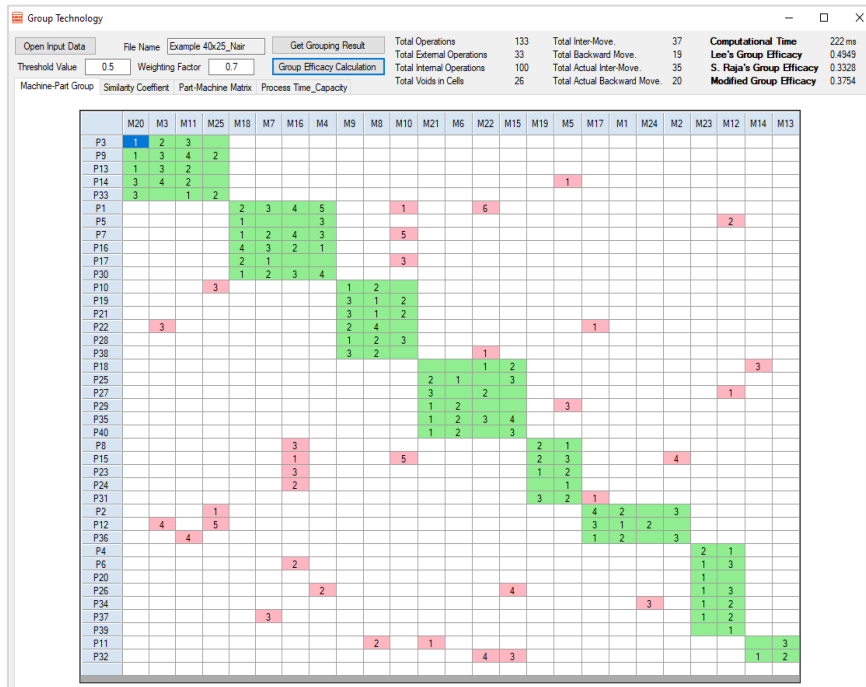 Group Technology
Open Input Data File Name Example 40x25_Nair Get Grouping Result Total Operations 133 Total Inter-Move. 37 Computational Time 222 ms
Total External Operations 33 Total Backward Move. 19 Lee's Group Efficacy 0.4949
Threshold Value 0.5 Weighting Factor 0.7 Group Efficacy Calculation Total Internal Operations 100 Total Actual Inter-Move. 35 S. Raja's Group Efficacy 0.3328
Total Voids in Cells 26 Total Actual Backward Move. 20 Modified Group Efficacy 0.3754
Machine-Part Group Similarity Coeffient Part-Machine Matrix Process Time_Capacity
M20 M3 M11 M25 M18 M7 M16 M4 M9 M8 M10 M21 M6 M22 M15 M19 M5 M17 M1 M24 M2 M23 M12 M14 M13
P3 1 2 3
P9 1 3 4 2
P13 1 3 2
P14 3 4 2 1
P33 3 1 2
P1 2 3 4 5 1 6
P5 1 3 2
P7 1 2 4 3 5
P16 4 3 2 1
P17 2 1 3
P30 1 2 3 4
P10 3 1 2
P19 3 1 2
P21 3 1 2
P22 3 2 4 1
P28 1 2 3
P38 3 2 1
P18 1 2 3
P25 2 1 3
P27 3 2 1
P29 1 2 3
P35 1 2 3 4
P40 1 2 3
P8 3 2 1
P15 1 5 2 3 4
P23 3 1 2
P24 2 1
P31 3 2 1
P2 1 4 2 3
P12 4 5 3 1 2
P36 4 1 2 3
P4 2 1
P6 2 1 3
P20 1
P26 2 4 1 3
P34 3 1 2
P37 3 1 2
P39 1
P11 2 1 3
P32 4 3 1 2